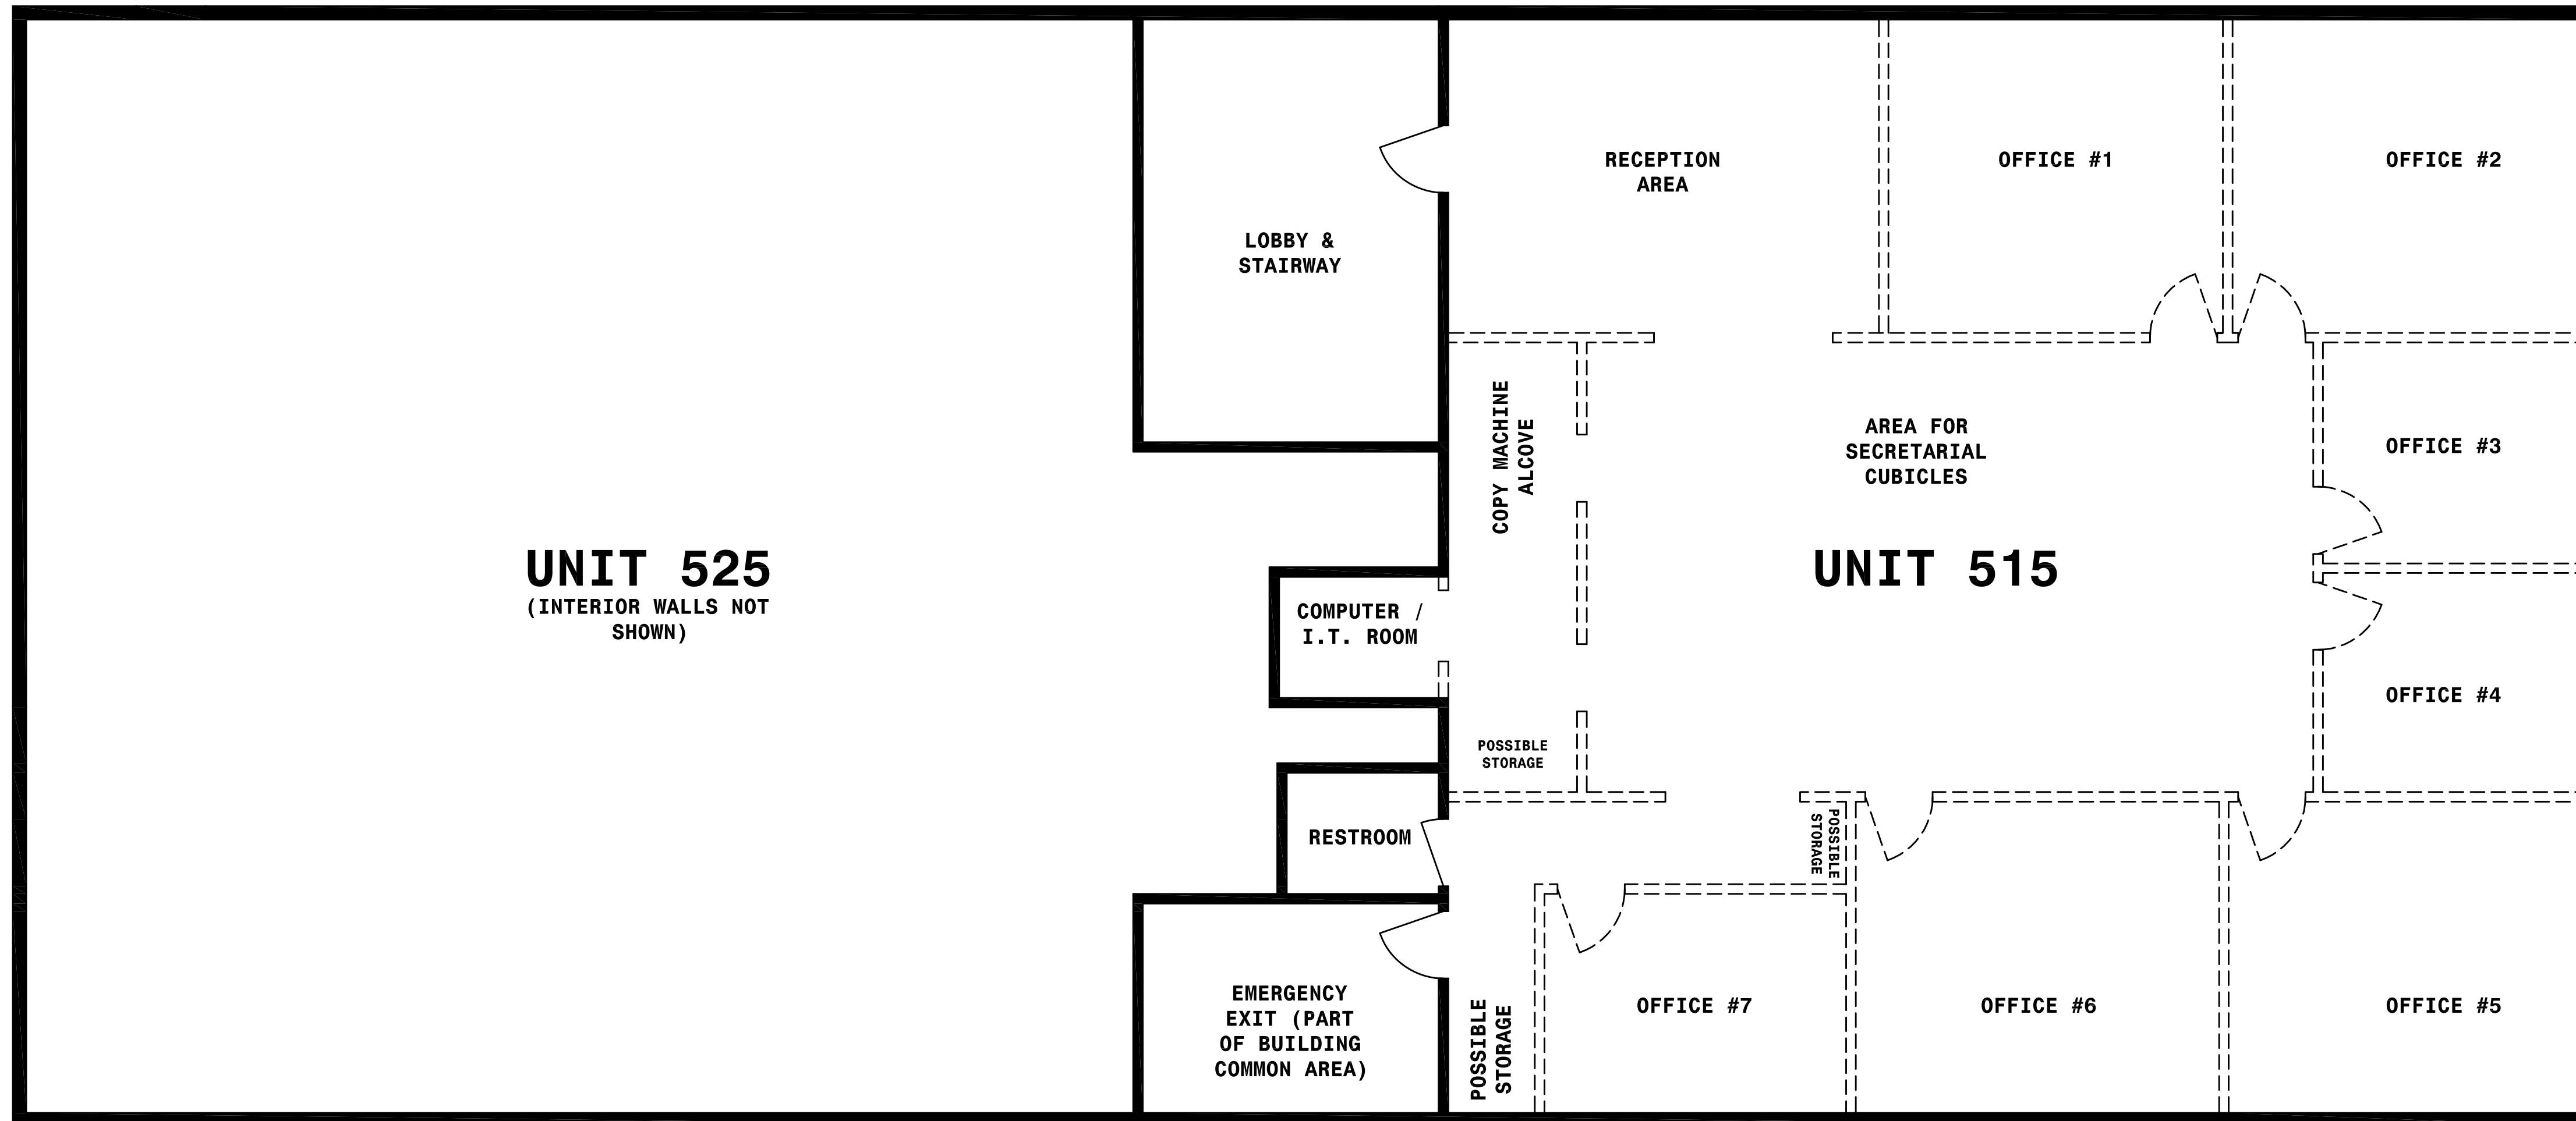 RECEPTION
AREA
OFFICE #1
OFFICE #2
LOBBY &
STAIRWAY
COPY MACHINE
ALCOVE
AREA FOR
SECRETARIAL
CUBICLES
OFFICE #3
UNIT 525
(INTERIOR WALLS NOT
SHOWN)
UNIT 515
COMPUTER /
I.T. ROOM
OFFICE #4
POSSIBLE
STORAGE
RESTROOM
POSSIBLE
STORAGE
EMERGENCY
EXIT (PART
OF BUILDING
COMMON AREA)
POSSIBLE
STORAGE
OFFICE #7
OFFICE #6
OFFICE #5